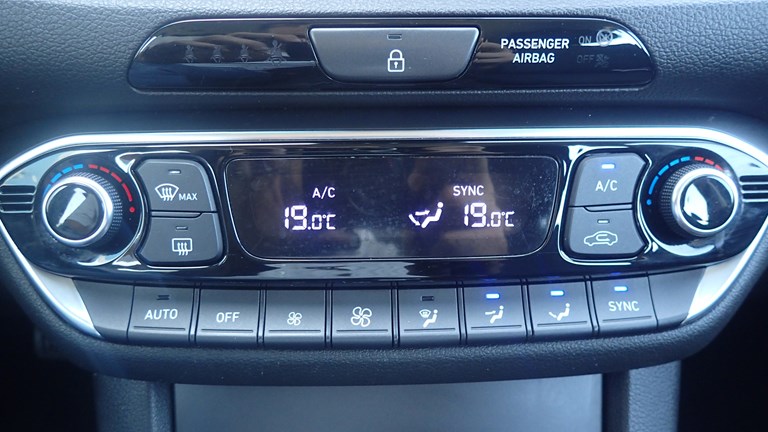 PASSENGER ON
AIRBAG OFF
A/C SYNC
19.0°C 19.0°C
MAX
A/C
AUTO OFF SYNC